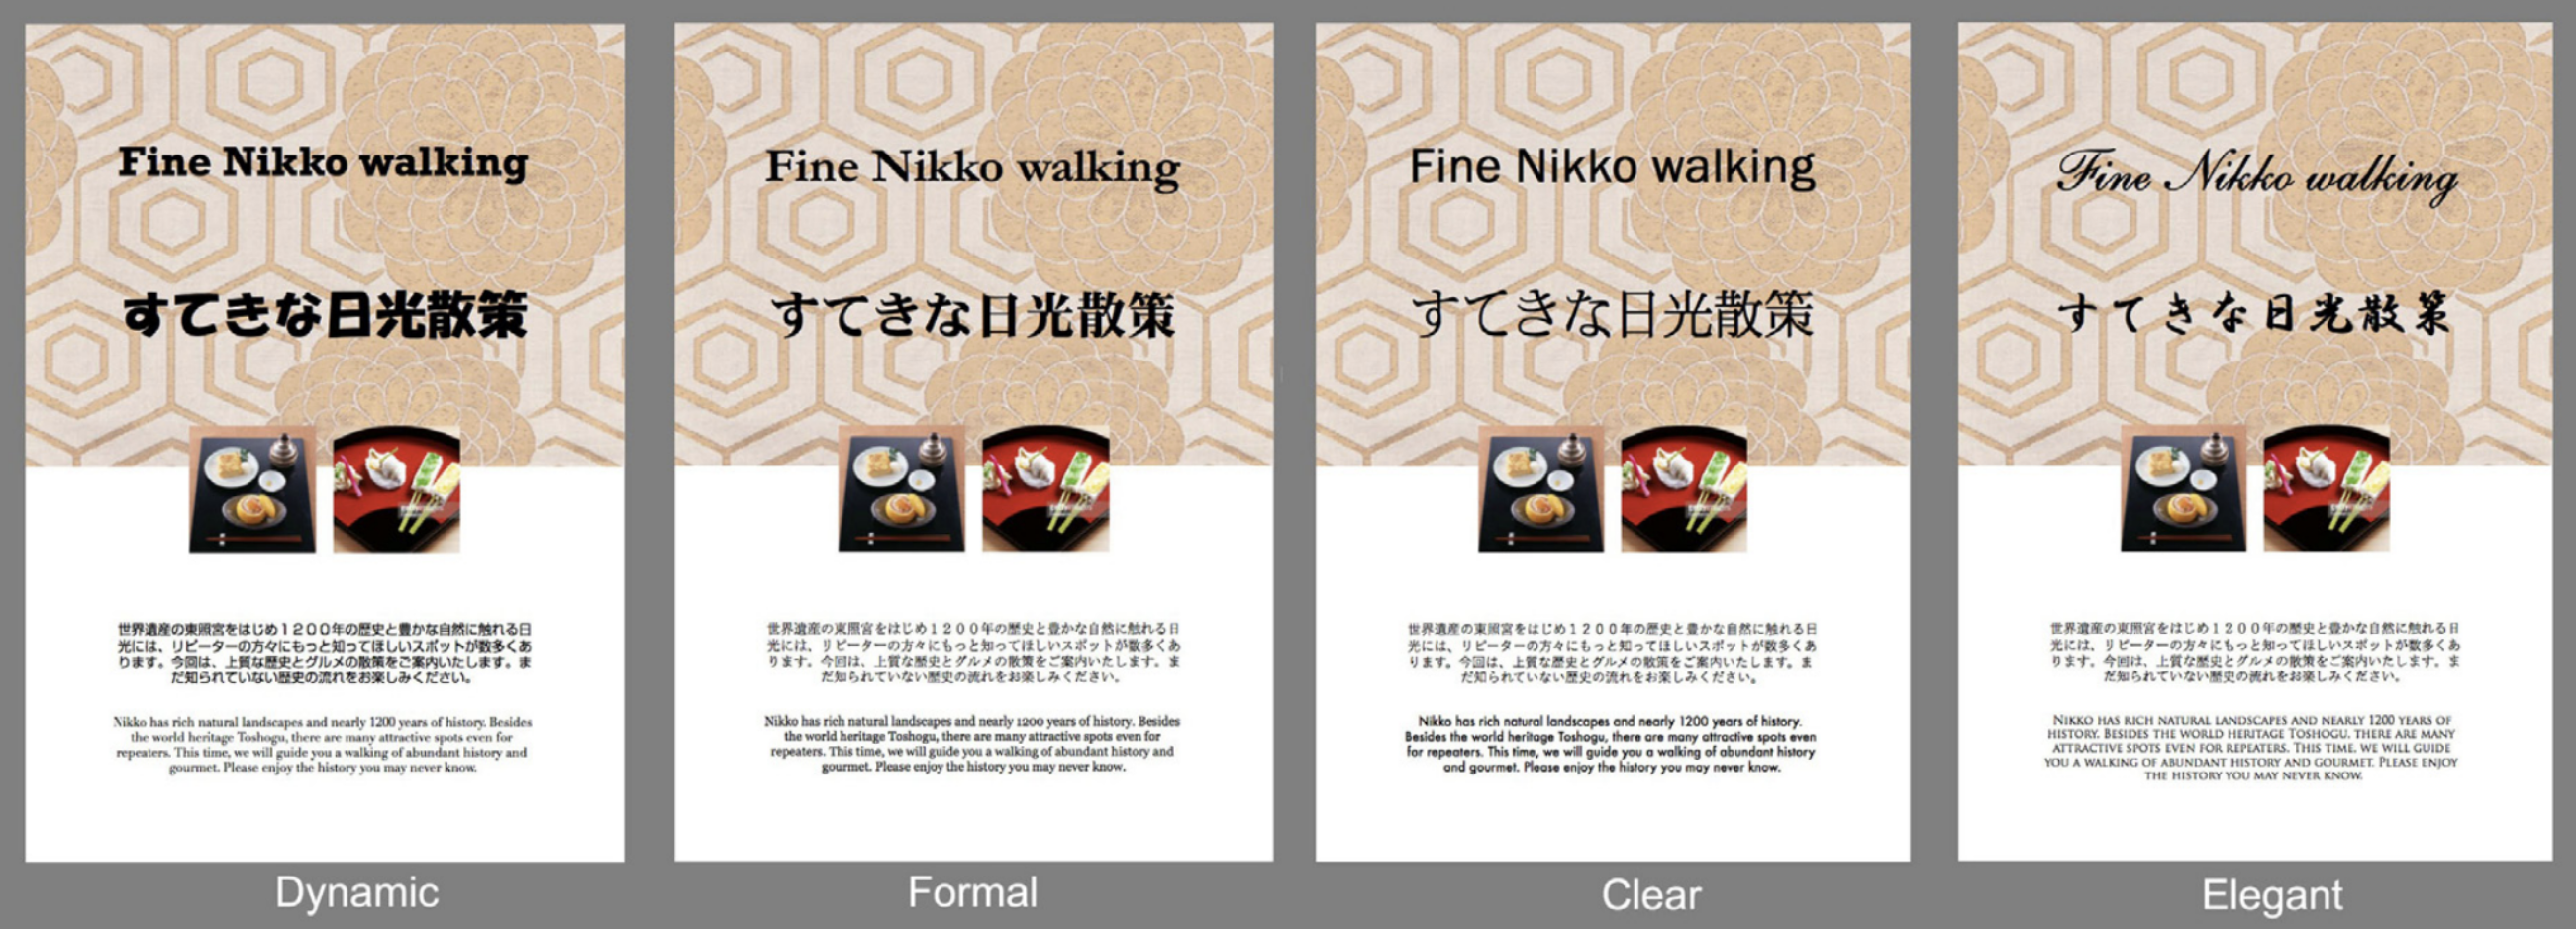 Fine Nikko walking
すてきな日光散策
世界遺産の東照宮をはじめ１２００年の歴史と豊かな自然に触れる日
光には、リピーターの方々にもっと知ってほしいスポットが数多くあ
ります。今回は、上質な歴史とグルメの散策をご案内いたします。ま
だ知られていない歴史の流れをお楽しみください。
Nikko has rich natural landscapes and nearly 1200 years of history. Besides
the world heritage Toshogu, there are many attractive spots even for
repeaters. This time, we will guide you a walking of abundant history and
gourmet. Please enjoy the history you may never know.
Dynamic
Fine Nikko walking
すてきな日光散策
世界遺産の東照宮をはじめ１２００年の歴史と豊かな自然に触れる日
光には、リピーターの方々にもっと知ってほしいスポットが数多くあ
ります。今回は、上質な歴史とグルメの散策をご案内いたします。ま
だ知られていない歴史の流れをお楽しみください。
Nikko has rich natural landscapes and nearly 1200 years of history. Besides
the world heritage Toshogu, there are many attractive spots even for
repeaters. This time, we will guide you a walking of abundant history and
gourmet. Please enjoy the history you may never know.
Formal
Fine Nikko walking
すてきな日光散策
世界遺産の東照宮をはじめ１２００年の歴史と豊かな自然に触れる日
光には、リピーターの方々にもっと知ってほしいスポットが数多くあ
ります。今回は、上質な歴史とグルメの散策をご案内いたします。ま
だ知られていない歴史の流れをお楽しみください。
Nikko has rich natural landscapes and nearly 1200 years of history.
Besides the world heritage Toshogu, there are many attractive spots even
for repeaters. This time, we will guide you a walking of abundant history
and gourmet. Please enjoy the history you may never know.
Clear
Fine Nikko walking
すてきな日光散策
世界遺産の東照宮をはじめ１２００年の歴史と豊かな自然に触れる日
光には、リピーターの方々にもっと知ってほしいスポットが数多くあ
ります。今回は、上質な歴史とグルメの散策をご案内いたします。ま
だ知られていない歴史の流れをお楽しみください。
NIKKO HAS RICH NATURAL LANDSCAPES AND NEARLY 1200 YEARS OF
HISTORY. BESIDES THE WORLD HERITAGE TOSHOGU, THERE ARE MANY
ATTRACTIVE SPOTS EVEN FOR REPEATERS. THIS TIME, WE WILL GUIDE
YOU A WALKING OF ABUNDANT HISTORY AND GOURMET. PLEASE ENJOY
THE HISTORY YOU MAY NEVER KNOW.
Elegant